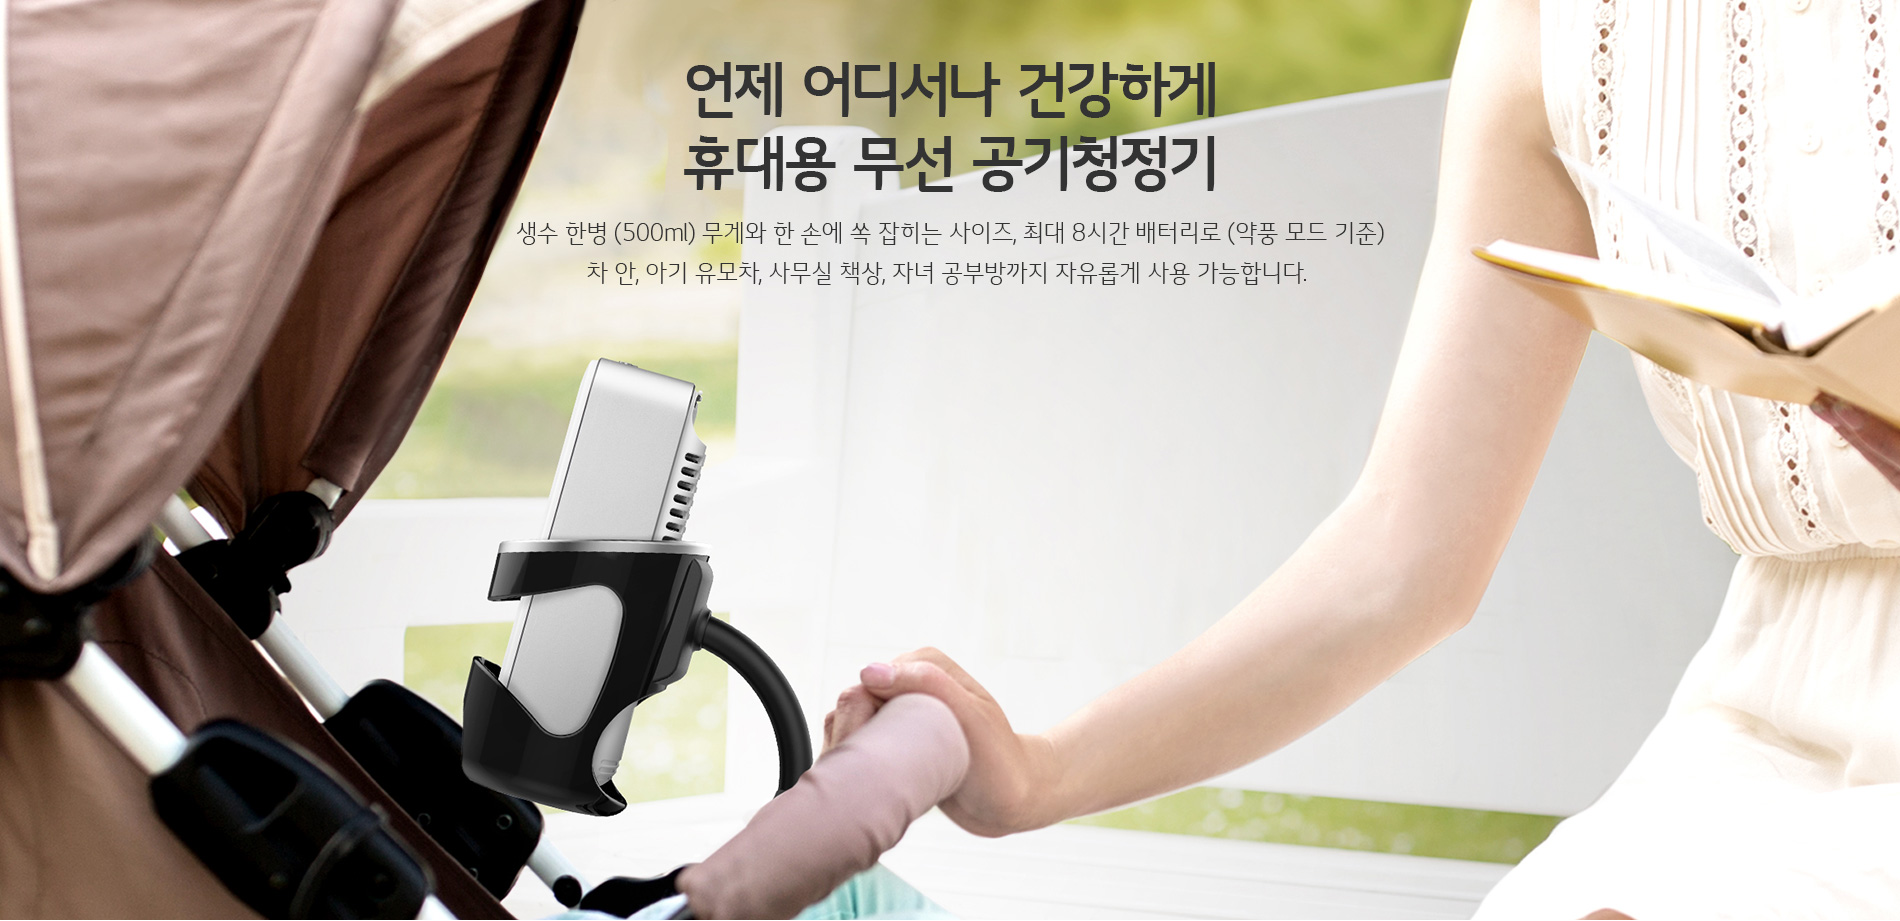 언제 어디서나 건강하게
휴대용 무선 공기청정기
생수 한병 (500ml) 무게와 한 손에 쏙 잡히는 사이즈, 최대 8시간 배터리로 (약풍 모드 기준)
차 안, 아기 유모차, 사무실 책상, 자녀 공부방까지 자유롭게 사용 가능합니다.